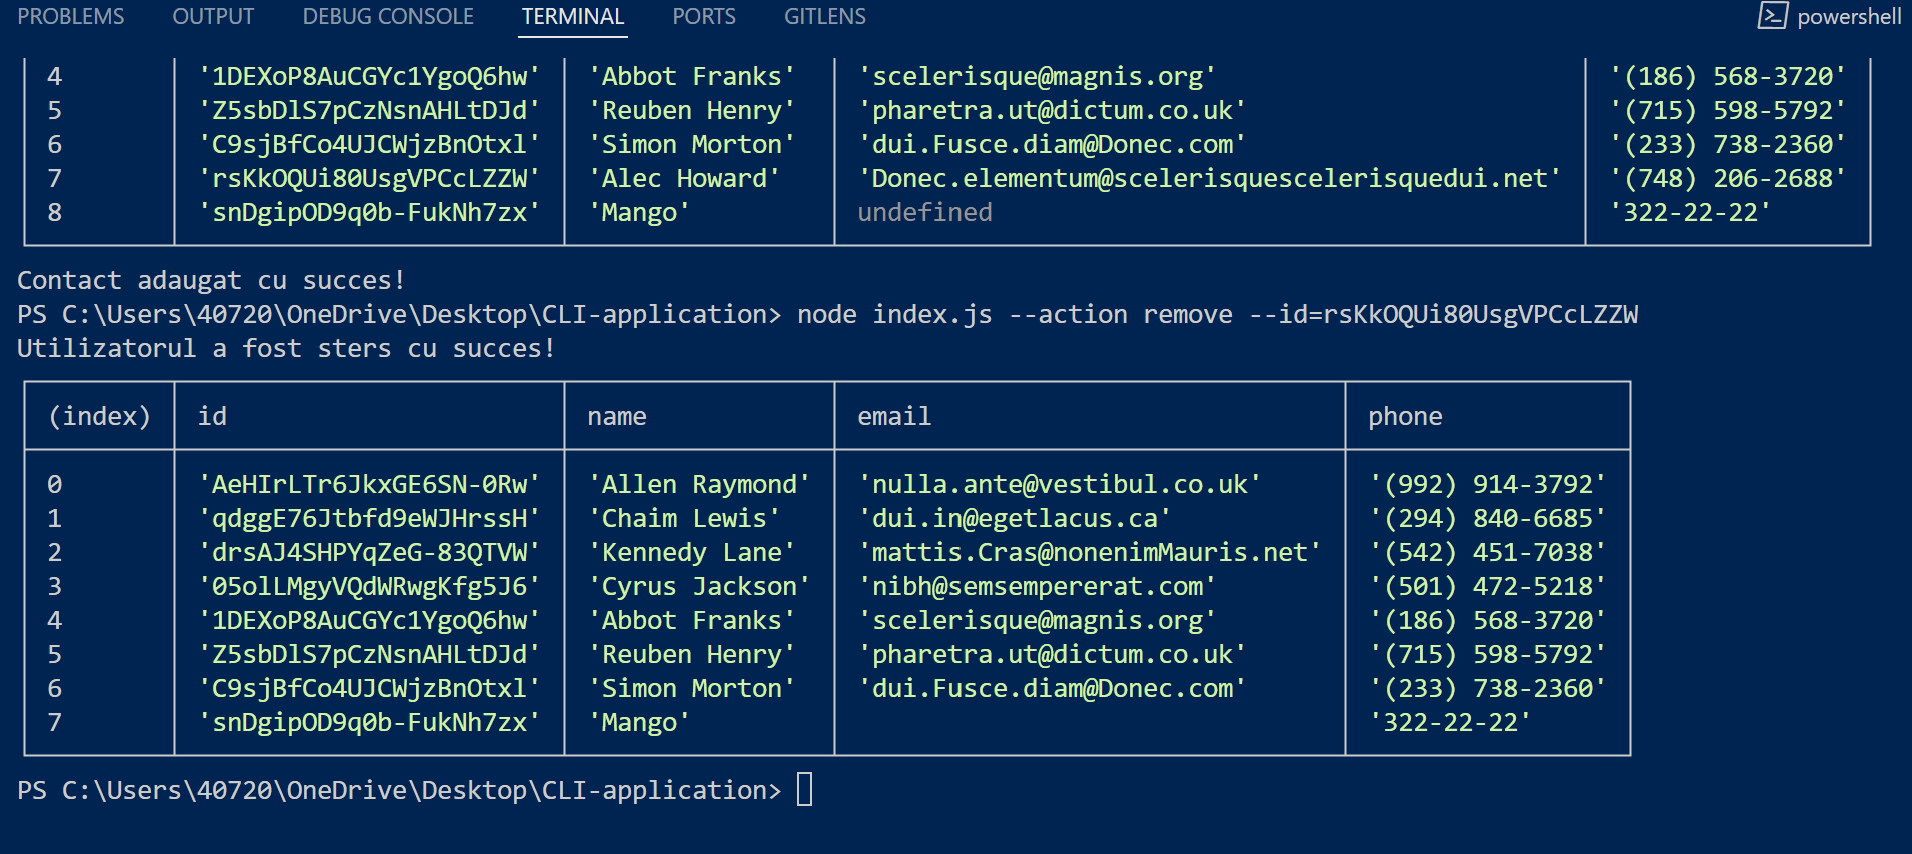 PROBLEMS OUTPUT DEBUG CONSOLE TERMINAL PORTS GITLENS powershell
4 '1DEXoP8AuCGYc1YgoQ6hw' 'Abbot Franks' 'scelerisque@magnis.org' '(186) 568-3720'
5 'Z5sbDlS7pCzNsnAHLtDJd' 'Reuben Henry' 'pharetra.ut@dictum.co.uk' '(715) 598-5792'
6 'C9sjBfCo4UJCWjzBnOtxl' 'Simon Morton' 'dui.Fusce.diam@Donec.com' '(233) 738-2360'
7 'rsKkOQUi80UsgVPCcLZZW' 'Alec Howard' 'Donec.elementum@scelerisquescelerisquedui.net' '(748) 206-2688'
8 'snDgipOD9q0b-FukNh7zx' 'Mango' undefined '322-22-22'
Contact adaugat cu succes!
PS C:\Users\40720\OneDrive\Desktop\CLI-application> node index.js --action remove --id=rsKkOQUi80UsgVPCcLZZW
Utilizatorul a fost sters cu succes!
(index) id name email phone
0 'AeHIrLTr6JkxGE6SN-0Rw' 'Allen Raymond' 'nulla.ante@vestibul.co.uk' '(992) 914-3792'
1 'qdggE76Jtbfd9eWJHrssH' 'Chaim Lewis' 'dui.in@egetlacus.ca' '(294) 840-6685'
2 'drsAJ4SHPYqZeG-83QTVW' 'Kennedy Lane' 'mattis.Cras@nonenimMauris.net' '(542) 451-7038'
3 '05olLMgyVQdWRwgKfg5J6' 'Cyrus Jackson' 'nibh@semsempererat.com' '(501) 472-5218'
4 '1DEXoP8AuCGYc1YgoQ6hw' 'Abbot Franks' 'scelerisque@magnis.org' '(186) 568-3720'
5 'Z5sbDlS7pCzNsnAHLtDJd' 'Reuben Henry' 'pharetra.ut@dictum.co.uk' '(715) 598-5792'
6 'C9sjBfCo4UJCWjzBnOtxl' 'Simon Morton' 'dui.Fusce.diam@Donec.com' '(233) 738-2360'
7 'snDgipOD9q0b-FukNh7zx' 'Mango' '322-22-22'
PS C:\Users\40720\OneDrive\Desktop\CLI-application>